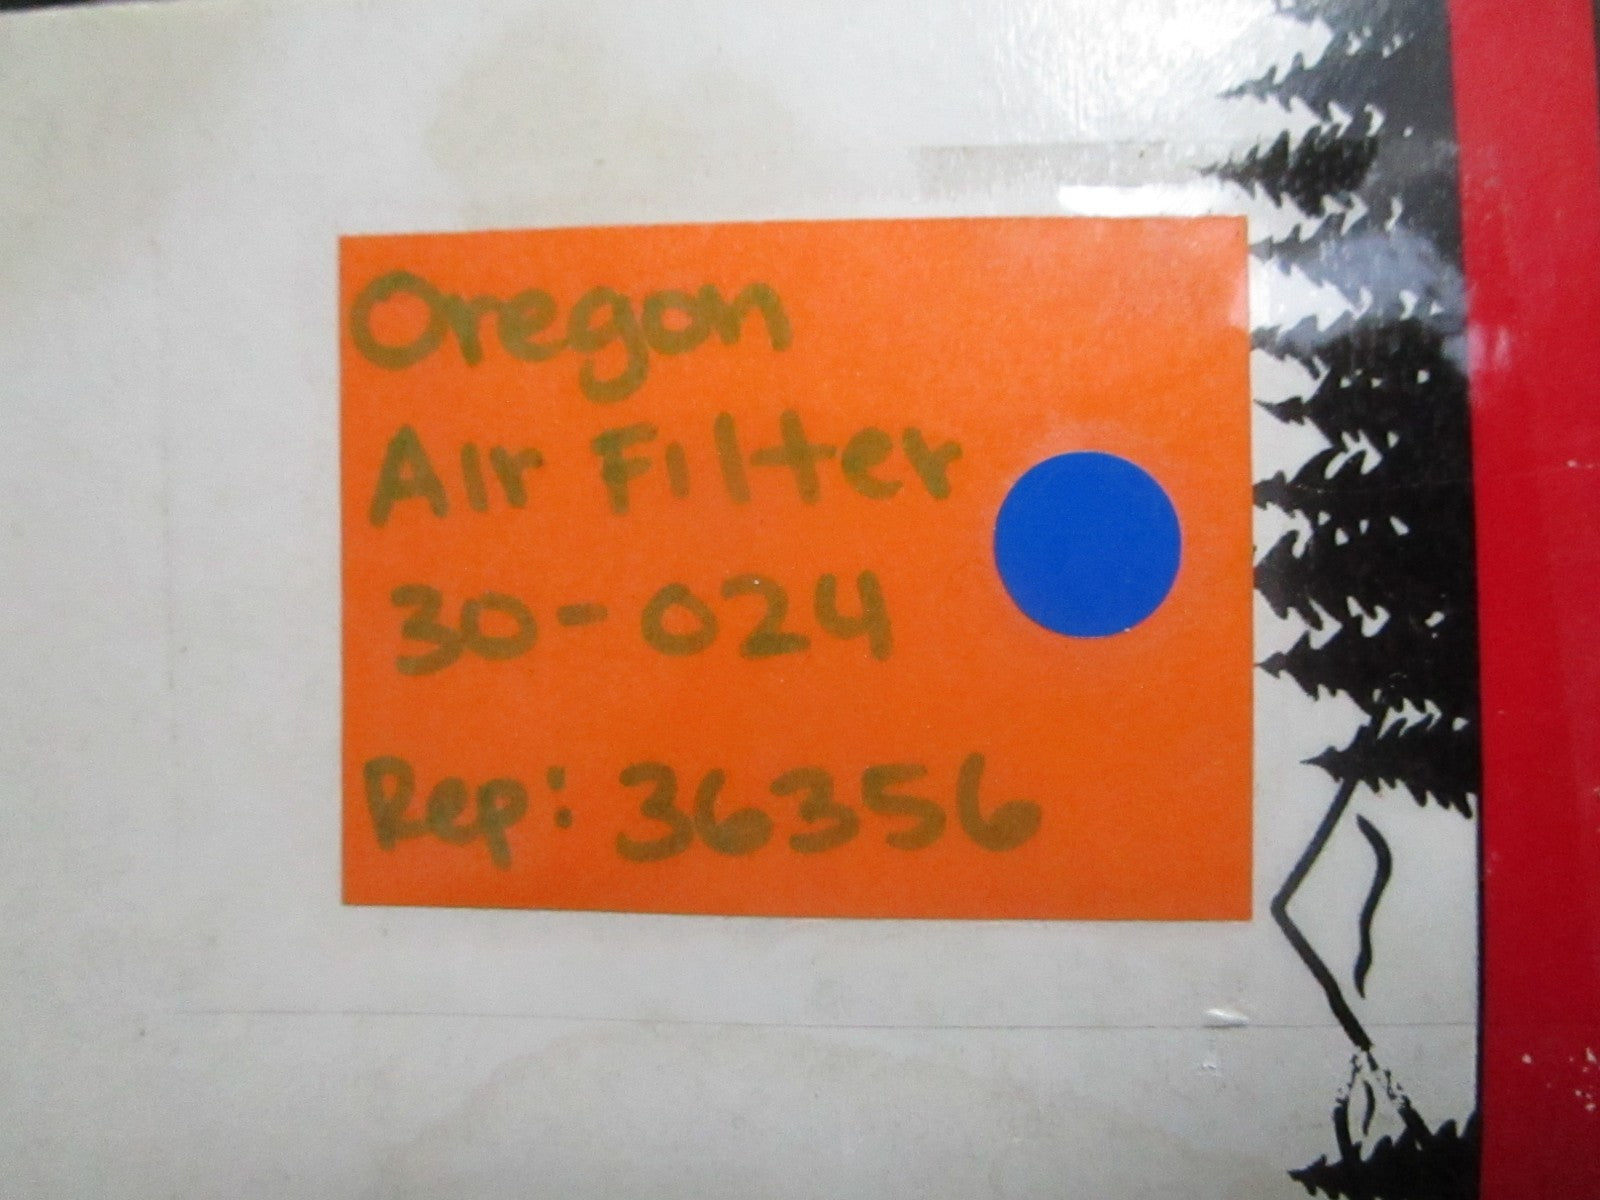 Oregon
Air Filter
30-024
Rep: 36356